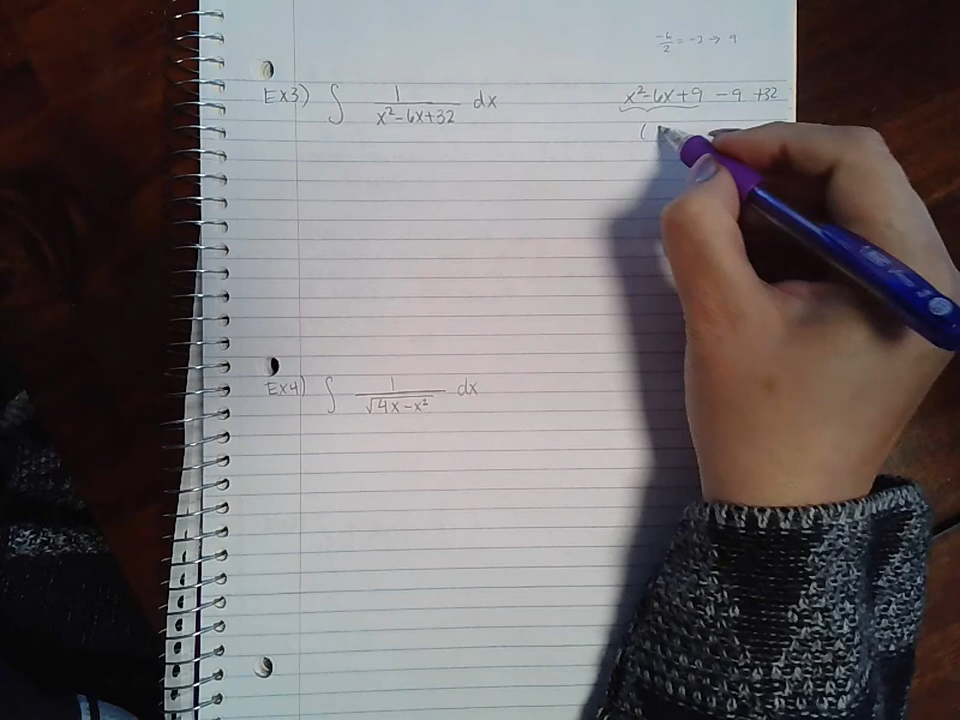 -6/2 = -3 → 9
Ex3) ∫ 1/(x²-6x+32) dx
x²-6x+9 -9 +32
(
Ex4) ∫ 1/√(4x-x²) dx